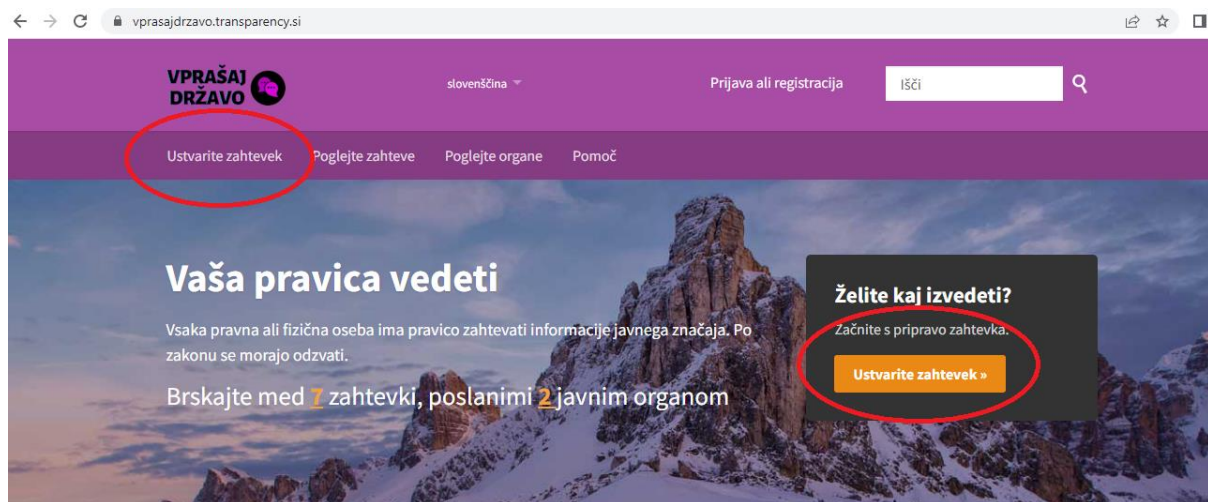 vprasajdrzavo.transparency.si
VPRAŠAJ
DRŽAVO
slovenščina
Prijava ali registracija
Išči
Ustvarite zahtevek
Poglejte zahteve
Poglejte organe
Pomoč
Vaša pravica vedeti
Vsaka pravna ali fizična oseba ima pravico zahtevati informacije javnega značaja. Po
zakonu se morajo odzvati.
Brskajte med 7 zahtevki, poslanimi 2 javnim organom
Želite kaj izvedeti?
Začnite s pripravo zahtevka.
Ustvarite zahtevek »